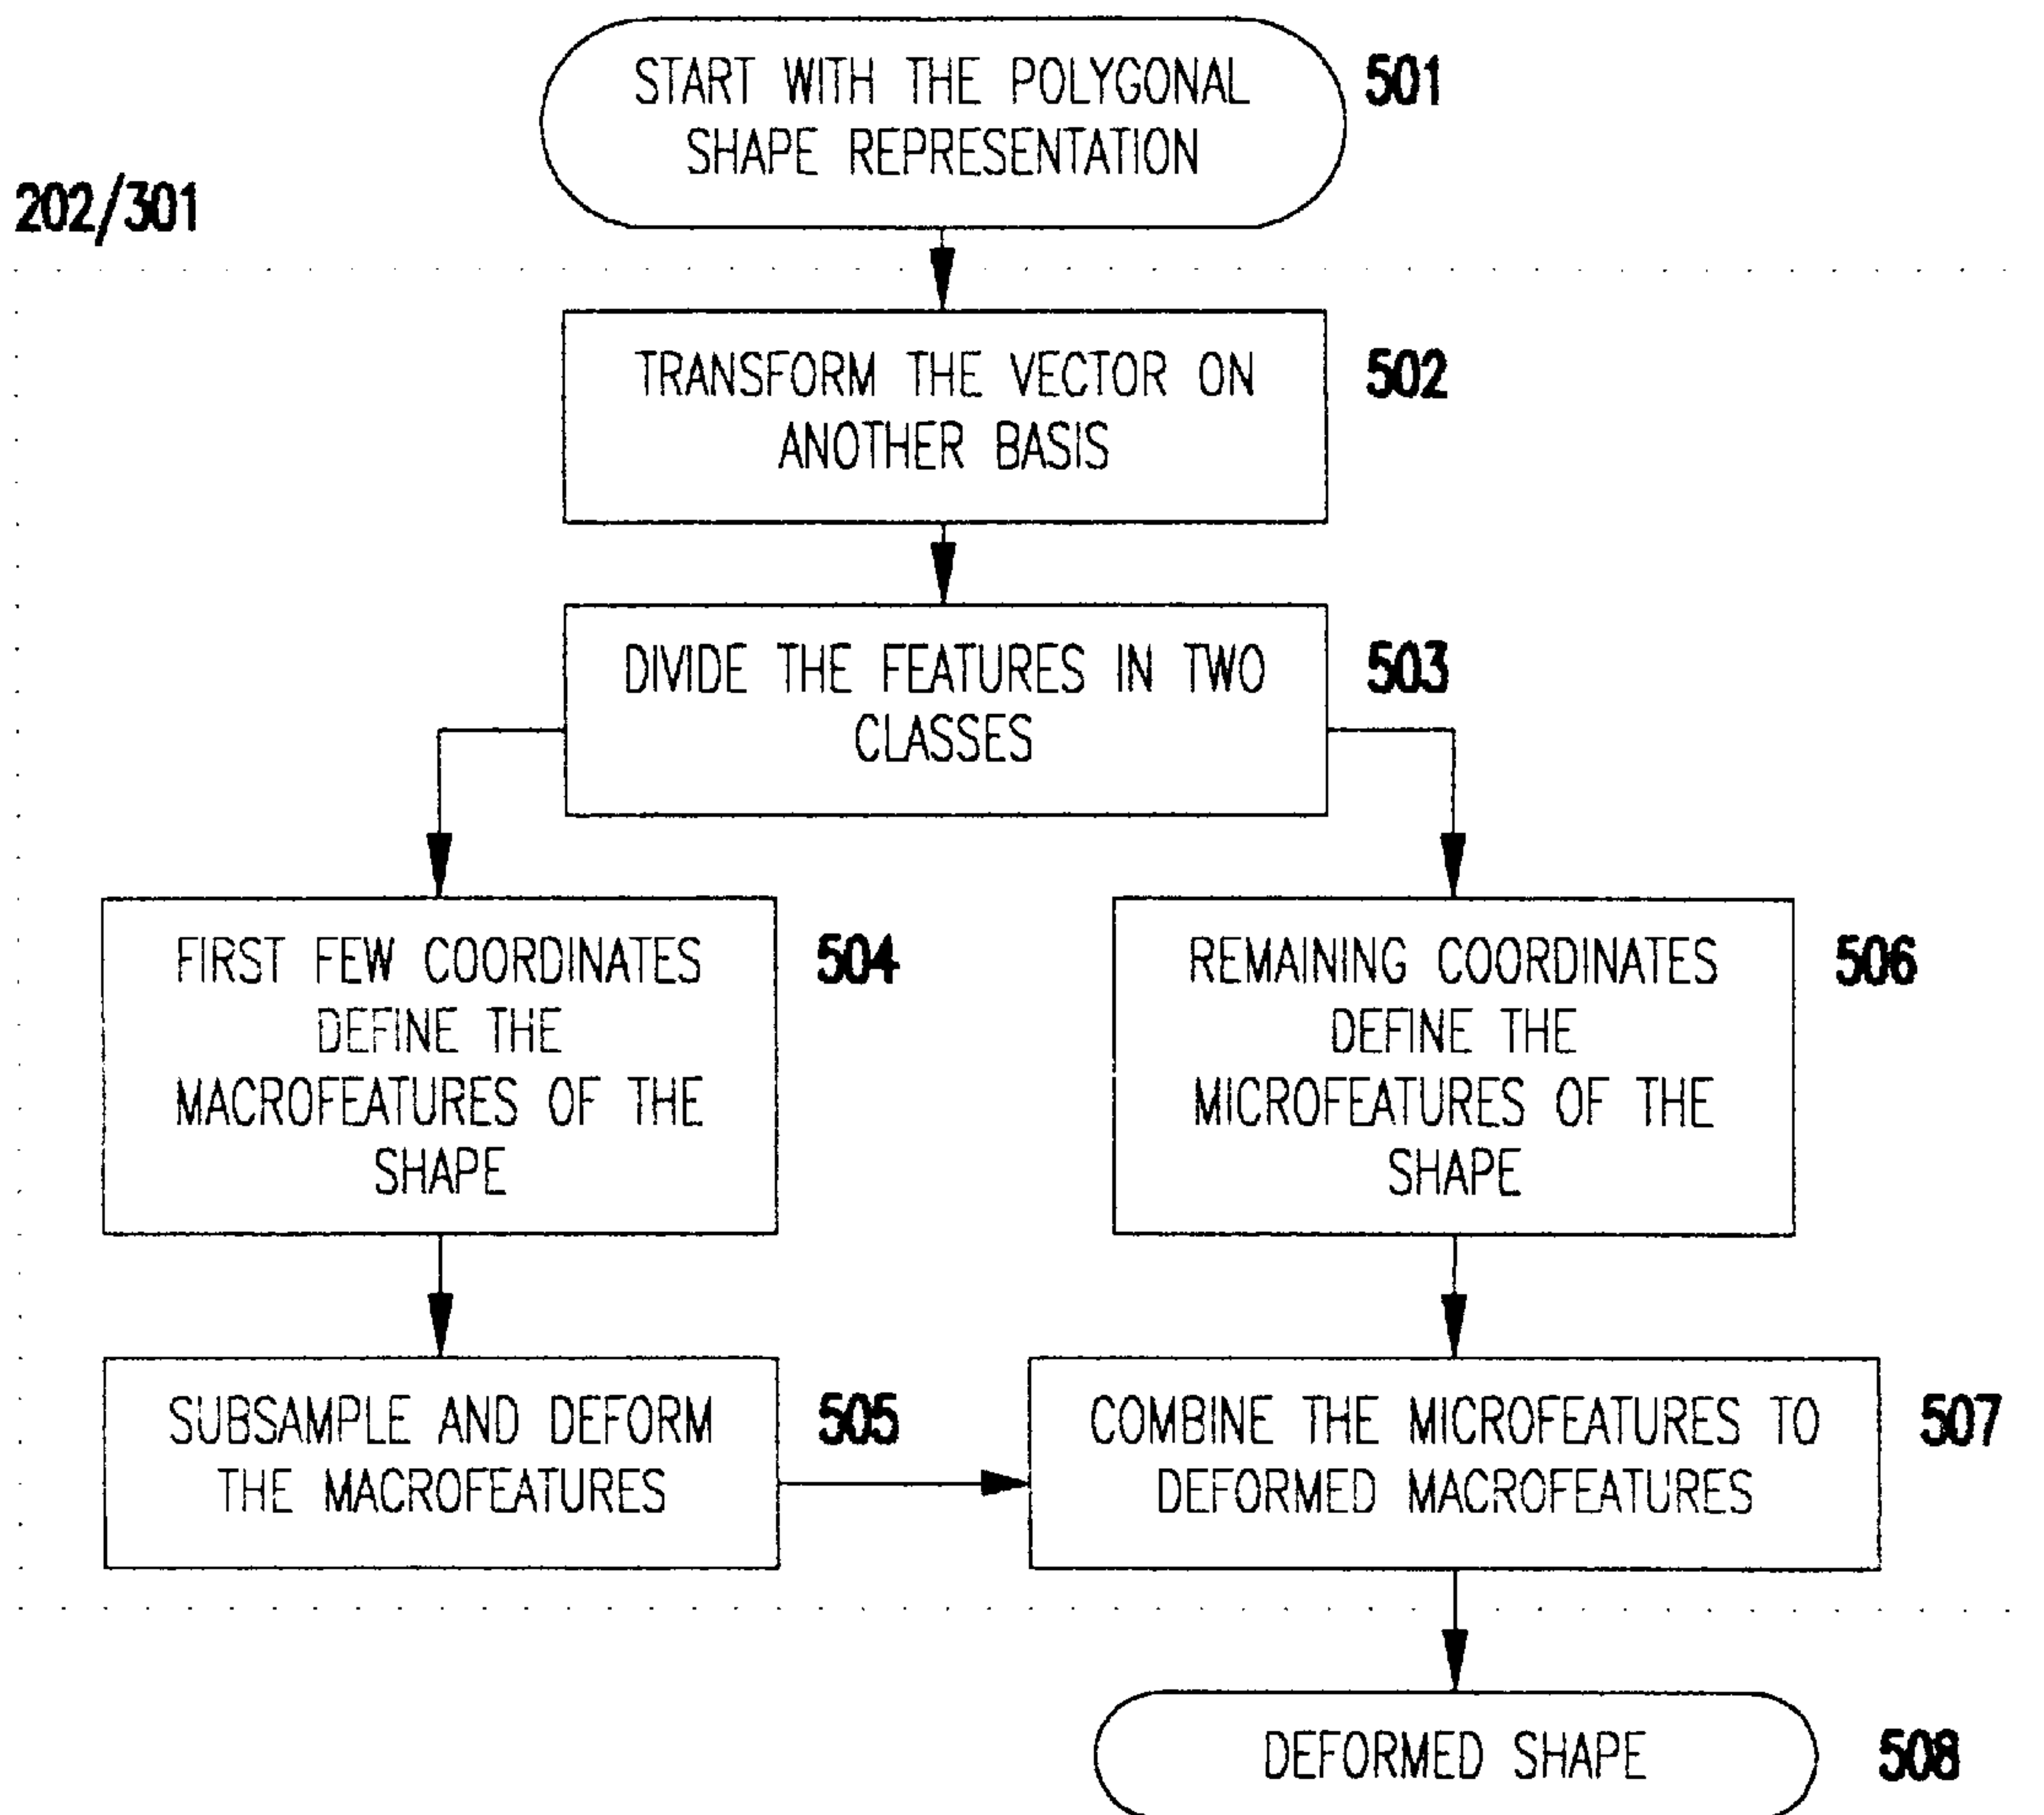 START WITH THE POLYGONAL
SHAPE REPRESENTATION
501
202/301
TRANSFORM THE VECTOR ON
ANOTHER BASIS
502
DIVIDE THE FEATURES IN TWO
CLASSES
503
FIRST FEW COORDINATES
DEFINE THE
MACROFEATURES OF THE
SHAPE
504
REMAINING COORDINATES
DEFINE THE
MICROFEATURES OF THE
SHAPE
506
SUBSAMPLE AND DEFORM
THE MACROFEATURES
505
COMBINE THE MICROFEATURES TO
DEFORMED MACROFEATURES
507
DEFORMED SHAPE
508